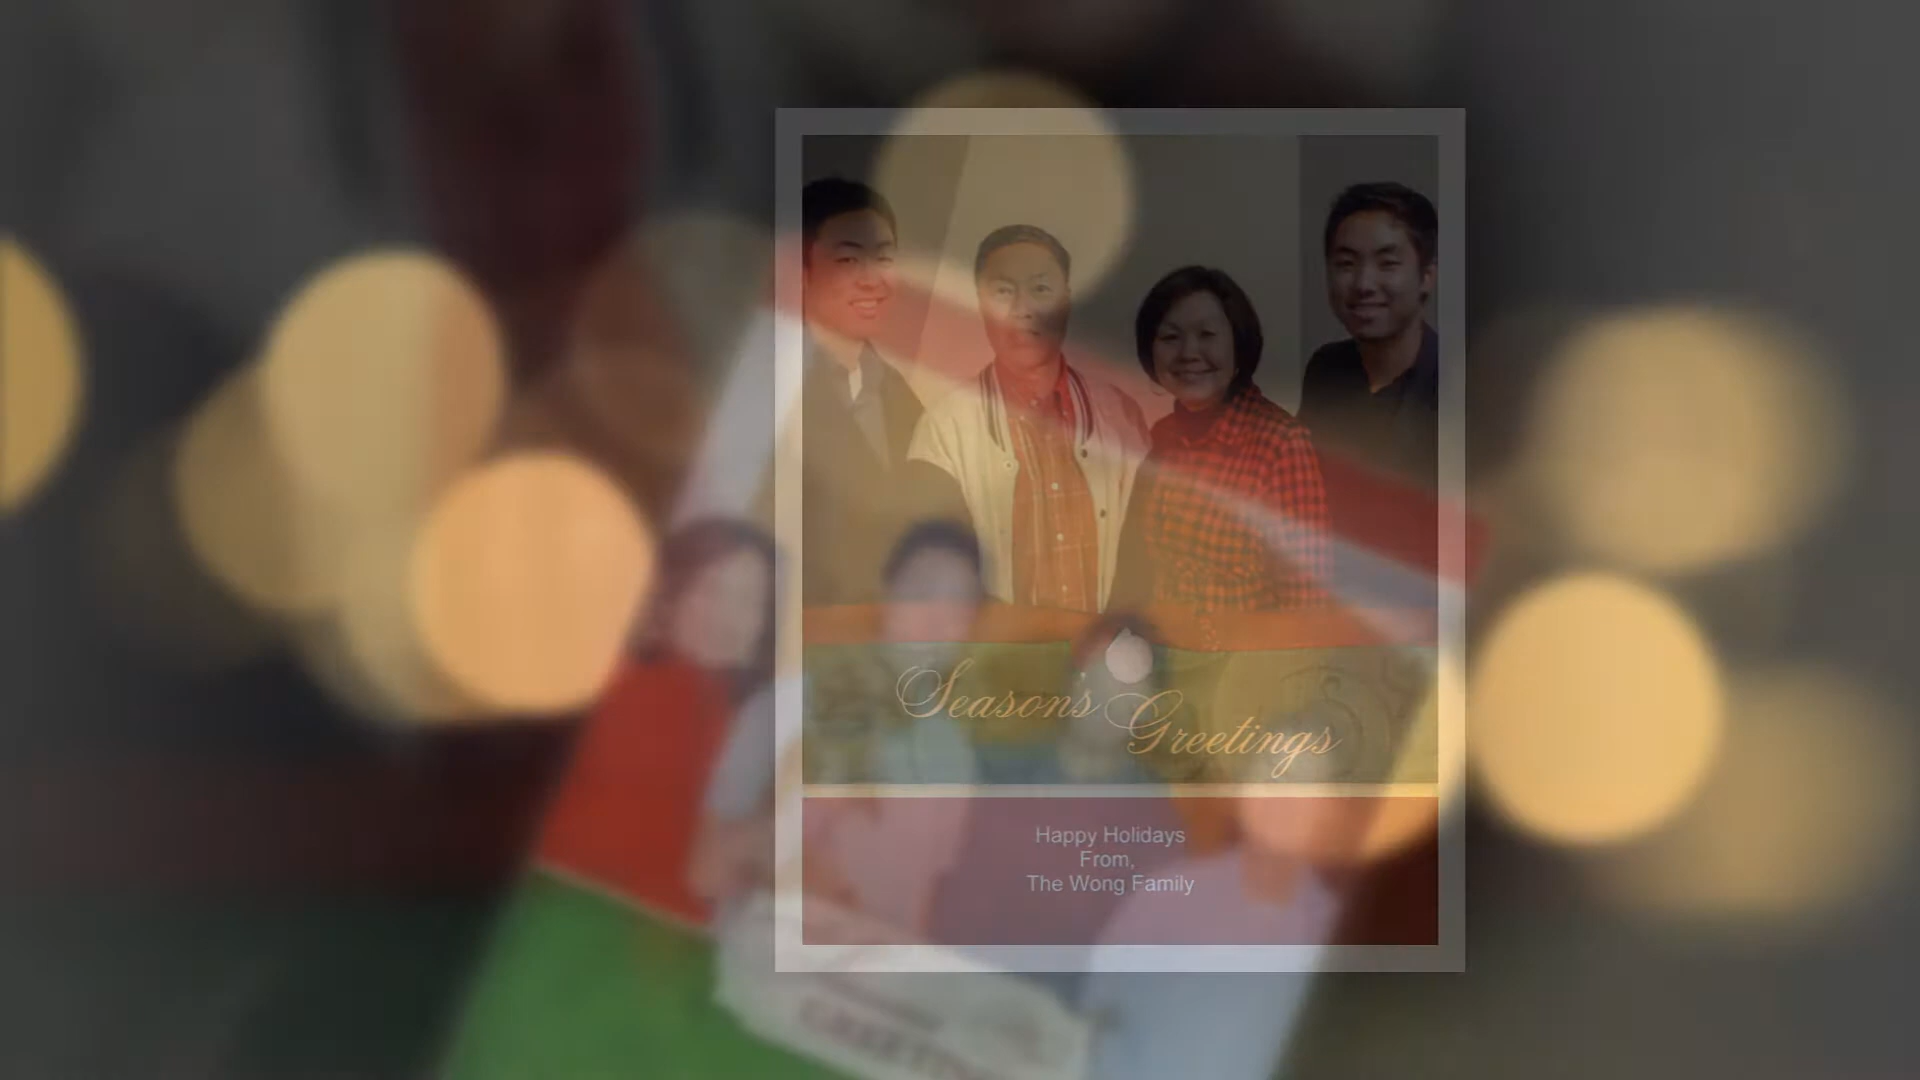 Seasons
Greetings
Happy Holidays
From,
The Wong Family